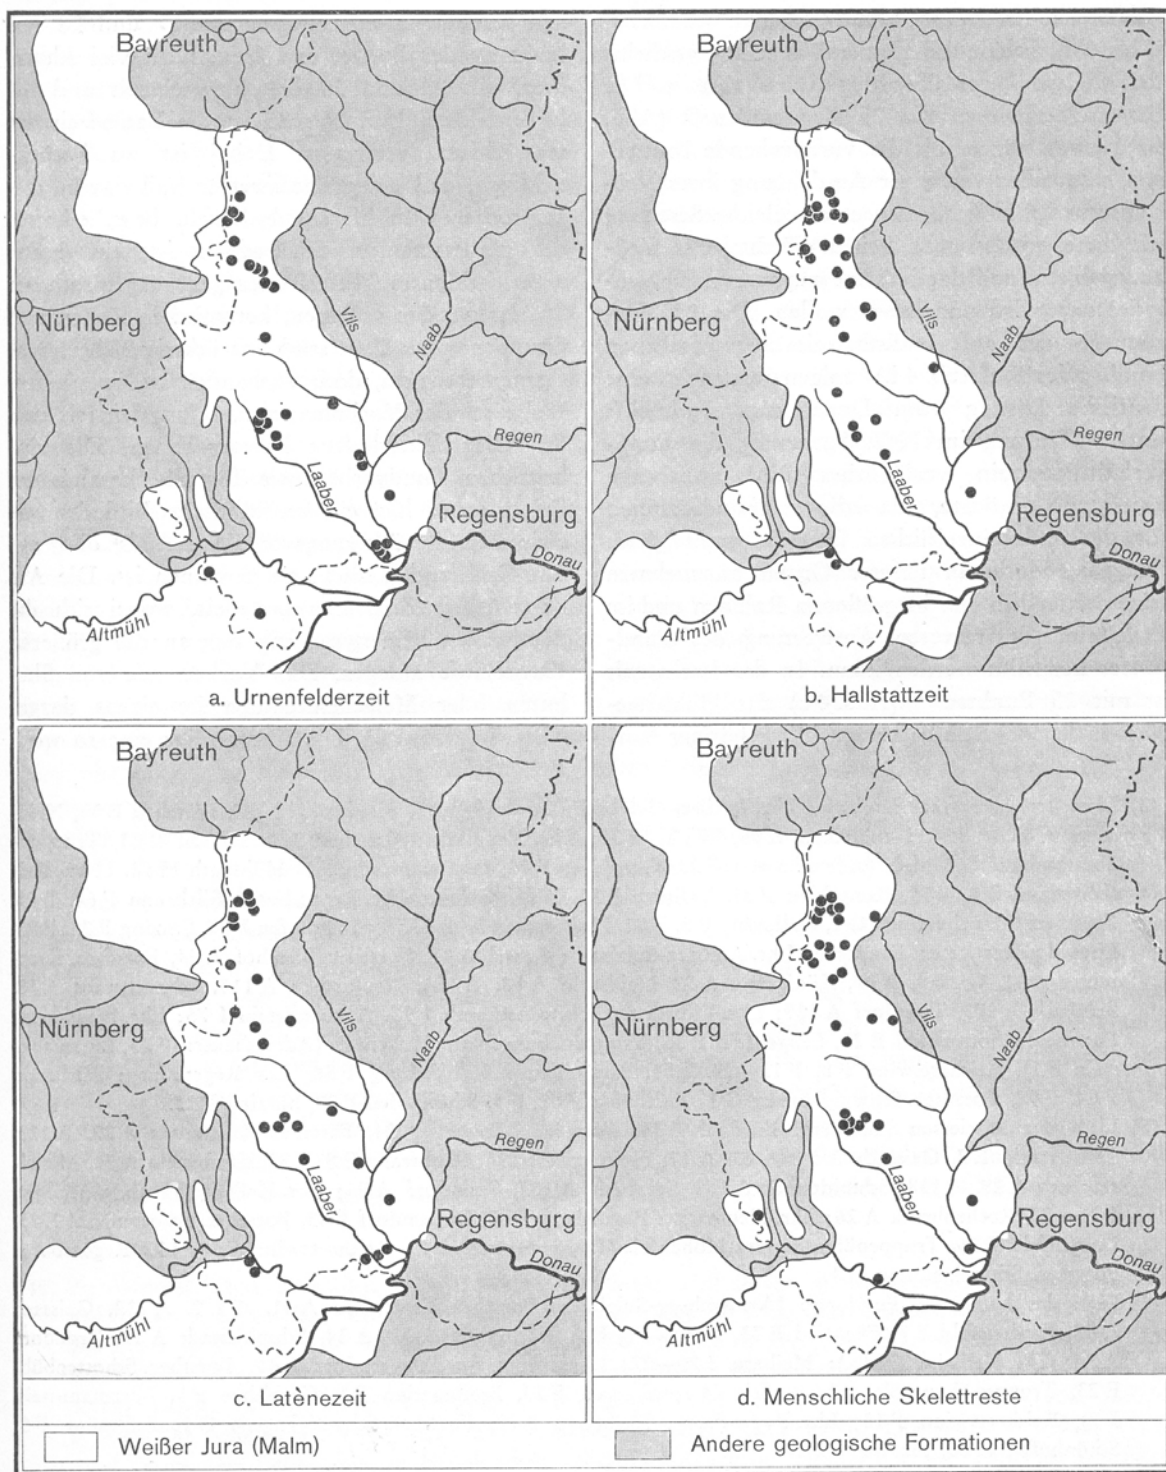 Bayreuth
Nürnberg
Vils
Naab
Regen
Laaber
Regensburg
Donau
Altmühl
a. Urnenfelderzeit
Bayreuth
Nürnberg
Vils
Naab
Regen
Laaber
Regensburg
Donau
Altmühl
b. Hallstattzeit
Bayreuth
Nürnberg
Vils
Naab
Regen
Laaber
Regensburg
Donau
Altmühl
c. Latènezeit
Bayreuth
Nürnberg
Vils
Naab
Regen
Laaber
Regensburg
Donau
Altmühl
d. Menschliche Skelettreste
Weißer Jura (Malm)
Andere geologische Formationen